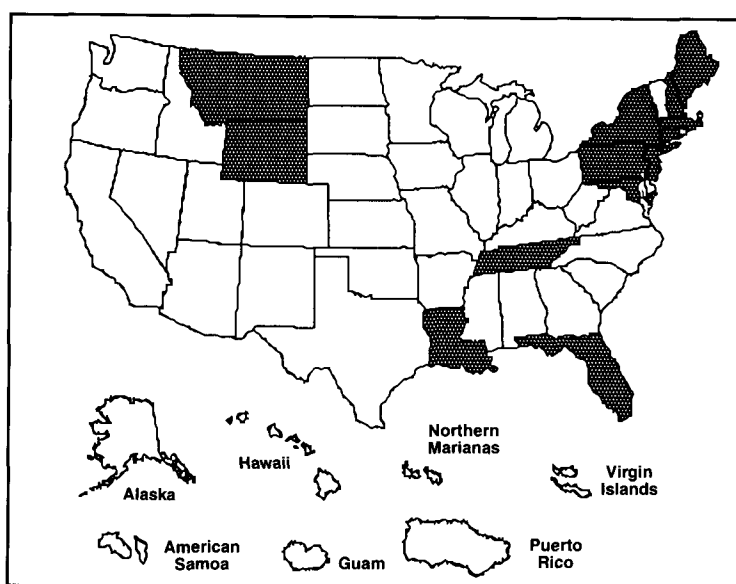 Northern
Marianas
Hawaii
Virgin
Islands
Alaska
American
Samoa
Guam
Puerto
Rico